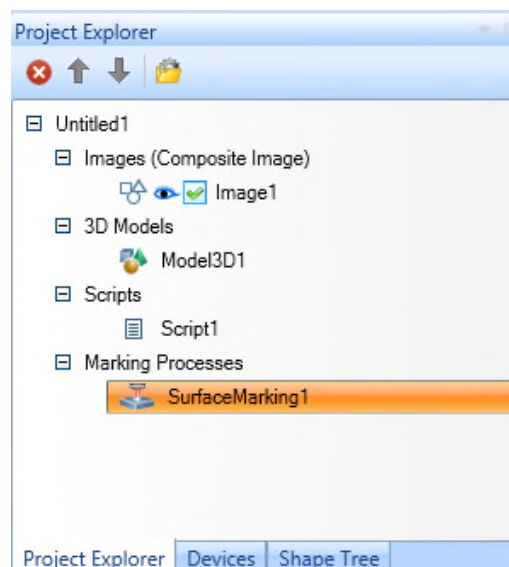 Project Explorer
Untitled1
Images (Composite Image)
Image1
3D Models
Model3D1
Scripts
Script1
Marking Processes
SurfaceMarking1
Project Explorer Devices Shape Tree